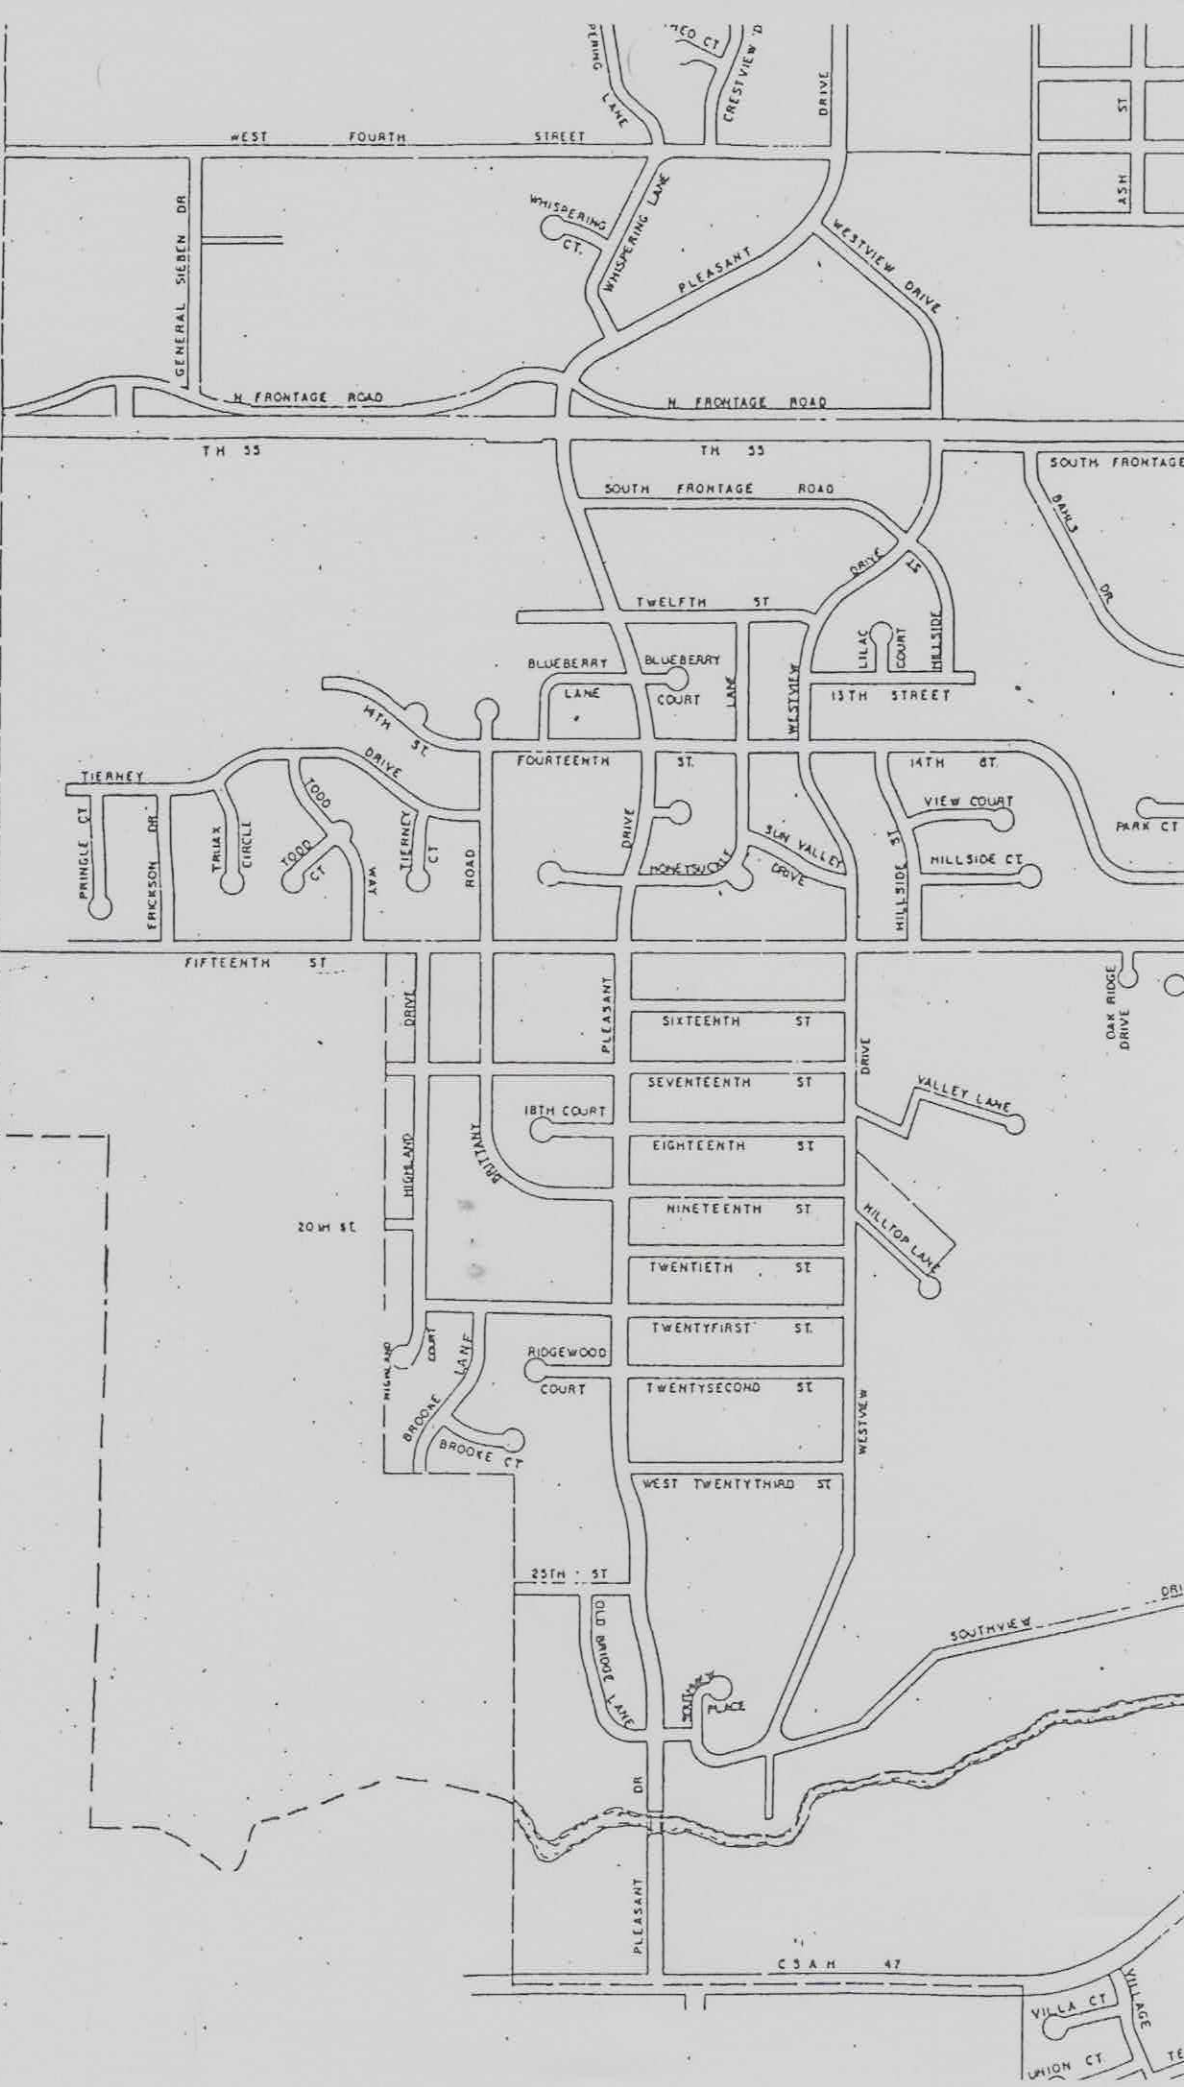 LANE
CT
CRESTVIEW
DRIVE
ST
WEST FOURTH STREET
ASH
GENERAL SIEBEN DR
WHISPERING
CT.
WHISPERING LANE
PLEASANT
WESTVIEW DRIVE
N FRONTAGE ROAD
N FRONTAGE ROAD
TH 55
TH 55
SOUTH FRONTAGE
SOUTH FRONTAGE ROAD
BAHLS
DR
DRIVE
ST
TWELFTH ST
LILAC
COURT
HILLSIDE
BLUEBERRY
LANE
BLUEBERRY
COURT
LANE
WESTVIEW
13TH STREET
14TH ST.
FOURTEENTH ST.
14TH ST.
TIERNEY
DRIVE
PRINGLE CT
ERICKSON DR
TRUAX
CIRCLE
TODD
TODD
CT
WAY
TIERNEY
CT
ROAD
DRIVE
HONEYSUCKLE
SUN VALLEY
DRIVE
HILLSIDE ST
VIEW COURT
HILLSIDE CT
PARK CT
FIFTEENTH ST
DRIVE
PLEASANT
SIXTEENTH ST
DRIVE
OAK RIDGE
DRIVE
SEVENTEENTH ST
VALLEY LANE
18TH COURT
HIGHLAND
BRITTANY
EIGHTEENTH ST
NINETEENTH ST
HILLTOP LANE
20TH ST.
TWENTIETH ST
TWENTYFIRST ST.
HIGHLAND
COURT
BROOKE LANE
RIDGEWOOD
COURT
TWENTYSECOND ST.
WESTVIEW
BROOKE CT
WEST TWENTYTHIRD ST
25TH ST
OLD BRIDGE LANE
SOUTHVIEW
PLACE
SOUTHVIEW
DRI
DR
PLEASANT
CSAH 47
VILLA CT
VILLAGE
UNION CT.
TE